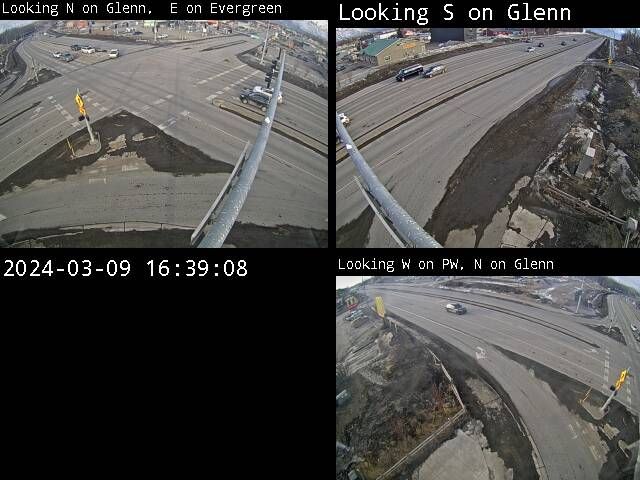 Looking N on Glenn,  E on Evergreen
Looking S on Glenn
2024-03-09 16:39:08
Looking W on PW, N on Glenn